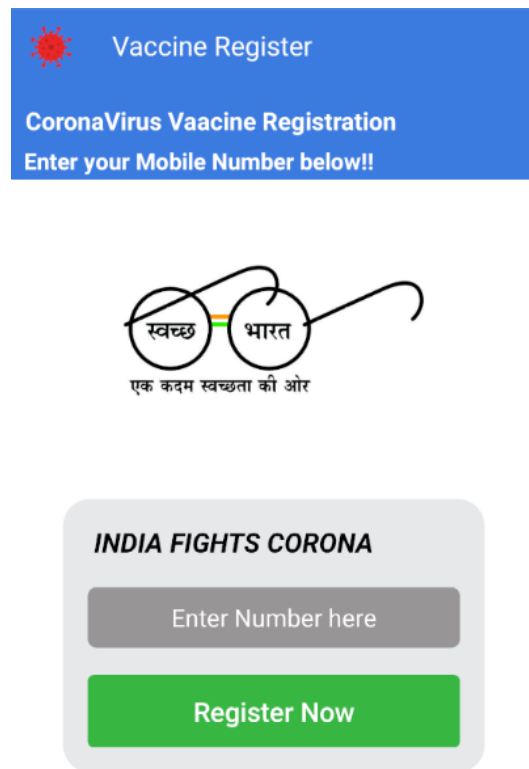 Vaccine Register
CoronaVirus Vaacine Registration
Enter your Mobile Number below!!
स्वच्छ भारत
एक कदम स्वच्छता की ओर
INDIA FIGHTS CORONA
Enter Number here
Register Now